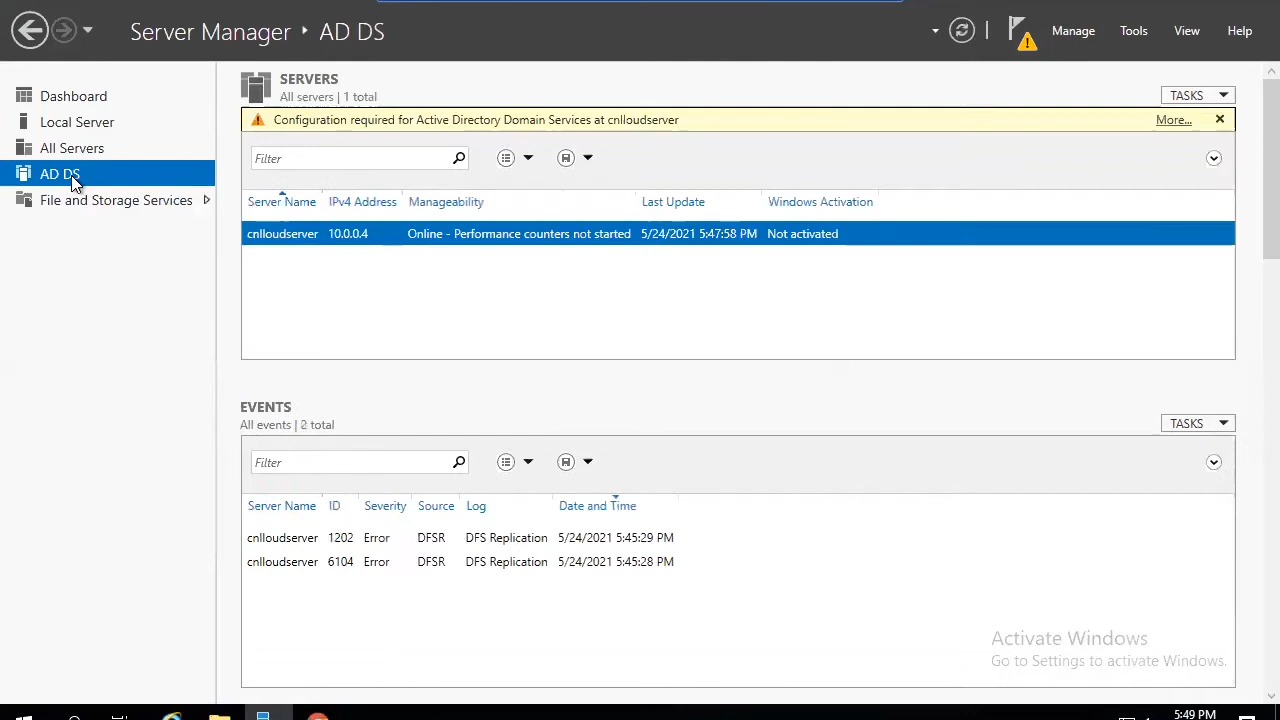 Server Manager ‣ AD DS
Manage Tools View Help
Dashboard
Local Server
All Servers
AD DS
File and Storage Services
SERVERS
All servers | 1 total
TASKS
Configuration required for Active Directory Domain Services at cnlloudserver More...
Filter
Server Name IPv4 Address Manageability Last Update Windows Activation
cnlloudserver 10.0.0.4 Online - Performance counters not started 5/24/2021 5:47:58 PM Not activated
EVENTS
All events | 2 total
TASKS
Filter
Server Name ID Severity Source Log Date and Time
cnlloudserver 1202 Error DFSR DFS Replication 5/24/2021 5:45:29 PM
cnlloudserver 6104 Error DFSR DFS Replication 5/24/2021 5:45:28 PM
Activate Windows
Go to Settings to activate Windows.
5:49 PM